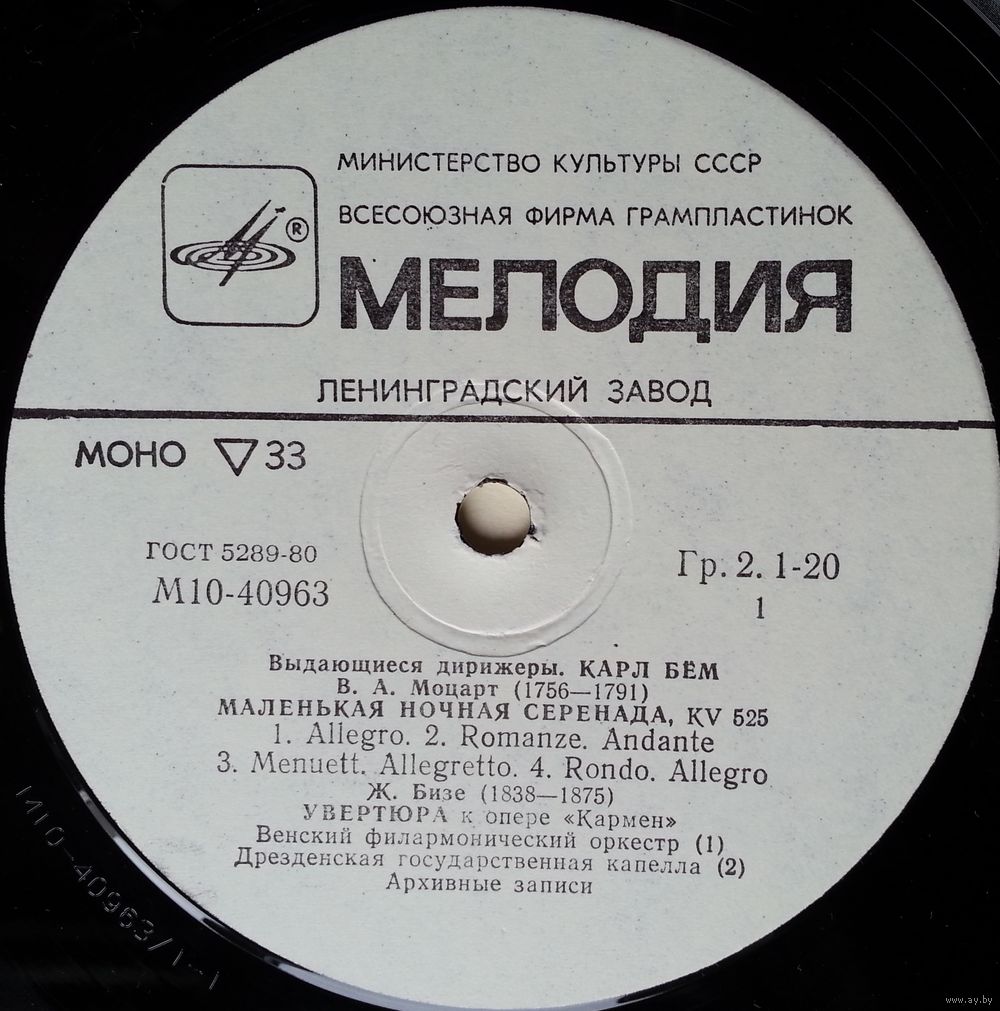 МИНИСТЕРСТВО КУЛЬТУРЫ СССР
ВСЕСОЮЗНАЯ ФИРМА ГРАМПЛАСТИНОК
®
МЕЛОДИЯ
ЛЕНИНГРАДСКИЙ ЗАВОД
МОНО ▽ 33
ГОСТ 5289-80
М10-40963
Гр. 2. 1-20
1
Выдающиеся дирижеры. КАРЛ БЁМ
В. А. Моцарт (1756—1791)
МАЛЕНЬКАЯ НОЧНАЯ СЕРЕНАДА, KV 525
1. Allegro. 2. Romanze. Andante
3. Menuett. Allegretto. 4. Rondo. Allegro
Ж. Бизе (1838—1875)
УВЕРТЮРА к опере «Кармен»
Венский филармонический оркестр (1)
Дрезденская государственная капелла (2)
Архивные записи
М10-40963/1-1
www.ay.by